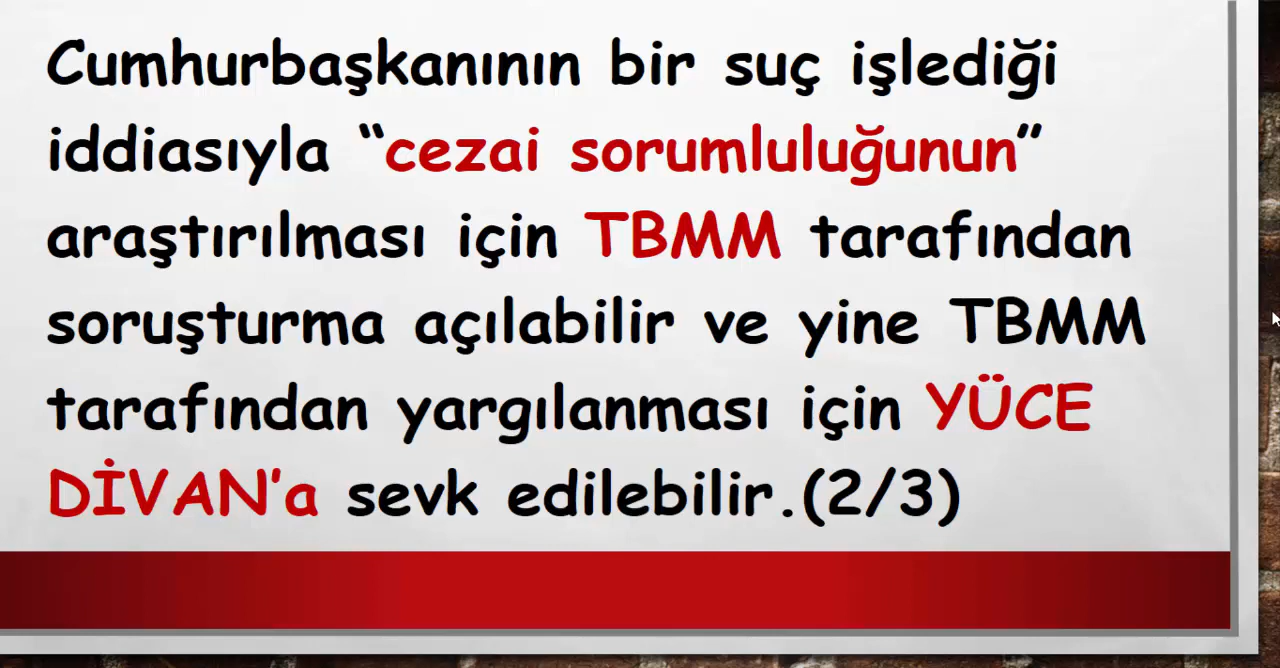 Cumhurbaşkanının bir suç işlediği
iddiasıyla “cezai sorumluluğunun”
araştırılması için TBMM tarafından
soruşturma açılabilir ve yine TBMM
tarafından yargılanması için YÜCE
DİVAN’a sevk edilebilir.(2/3)